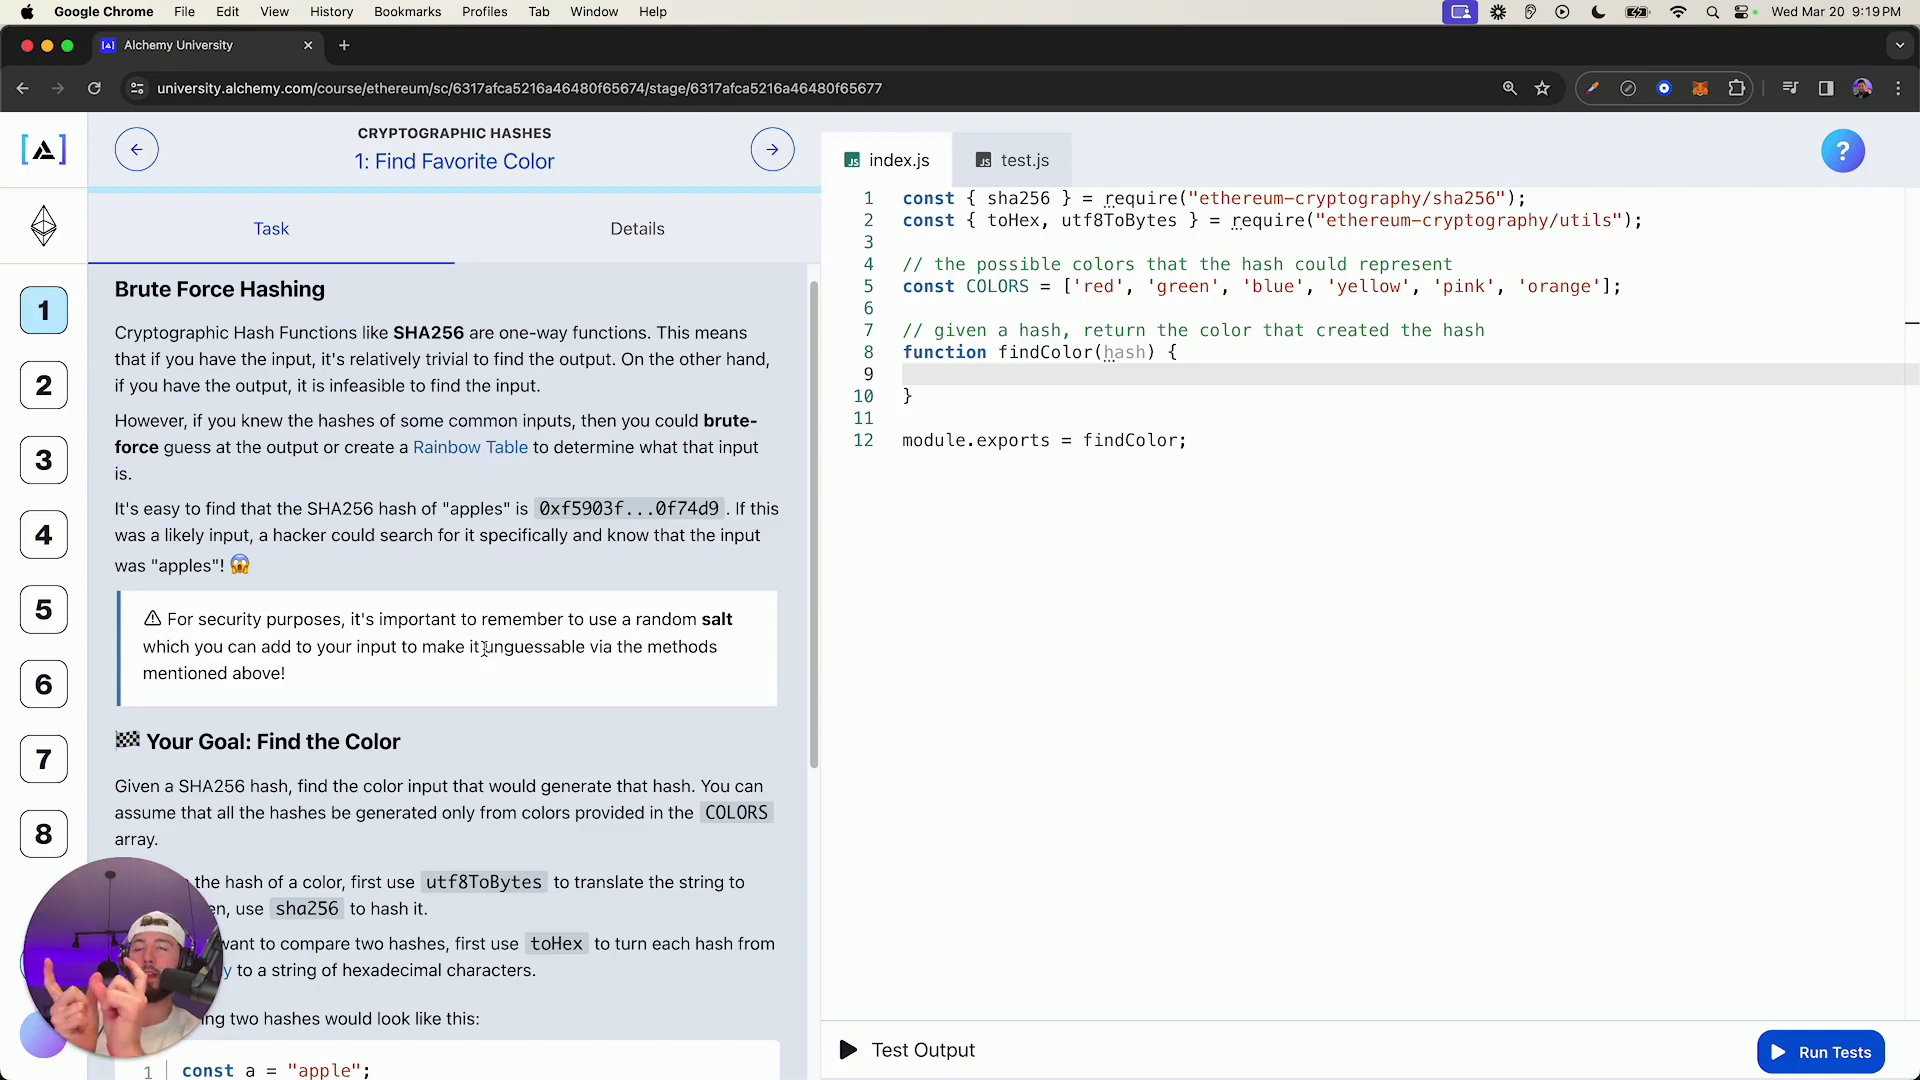 Google Chrome File Edit View History Bookmarks Profiles Tab Window Help Wed Mar 20 9:19 PM
Alchemy University
university.alchemy.com/course/ethereum/sc/6317afca5216a46480f65674/stage/6317afca5216a46480f65677
CRYPTOGRAPHIC HASHES
1: Find Favorite Color
Task Details
1
2
3
4
5
6
7
8
Brute Force Hashing
Cryptographic Hash Functions like SHA256 are one-way functions. This means
that if you have the input, it's relatively trivial to find the output. On the other hand,
if you have the output, it is infeasible to find the input.
However, if you knew the hashes of some common inputs, then you could brute-
force guess at the output or create a Rainbow Table to determine what that input
is.
It's easy to find that the SHA256 hash of "apples" is 0xf5903f...0f74d9 . If this
was a likely input, a hacker could search for it specifically and know that the input
was "apples"! 😱
⚠ For security purposes, it's important to remember to use a random salt
which you can add to your input to make it unguessable via the methods
mentioned above!
🏁 Your Goal: Find the Color
Given a SHA256 hash, find the color input that would generate that hash. You can
assume that all the hashes be generated only from colors provided in the COLORS
array.
the hash of a color, first use utf8ToBytes to translate the string to
, use sha256 to hash it.
want to compare two hashes, first use toHex to turn each hash from
to a string of hexadecimal characters.
two hashes would look like this:
1 const a = "apple";
index.js test.js
?
1 const { sha256 } = require("ethereum-cryptography/sha256");
2 const { toHex, utf8ToBytes } = require("ethereum-cryptography/utils");
3
4 // the possible colors that the hash could represent
5 const COLORS = ['red', 'green', 'blue', 'yellow', 'pink', 'orange'];
6
7 // given a hash, return the color that created the hash
8 function findColor(hash) {
9
10 }
11
12 module.exports = findColor;
Test Output
Run Tests